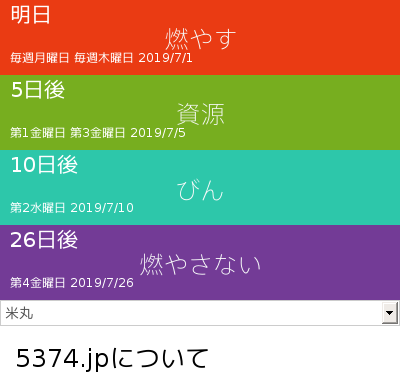 明日
燃やす
毎週月曜日 毎週木曜日 2019/7/1
5日後
資源
第1金曜日 第3金曜日 2019/7/5
10日後
びん
第2水曜日 2019/7/10
26日後
燃やさない
第4金曜日 2019/7/26
米丸
5374.jpについて